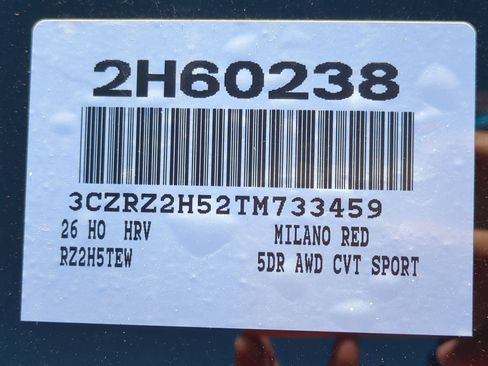 2H60238
3CZRZ2H52TM733459
26 HO HRV MILANO RED
RZ2H5TEW 5DR AWD CVT SPORT